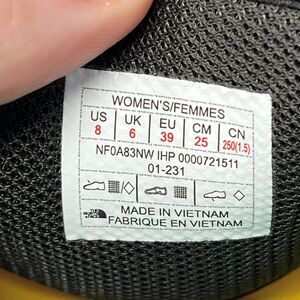 WOMEN'S/FEMMES
US UK EU CM CN
8 6 39 25 250(1.5)
NF0A83NW IHP 0000721511
01-231
MADE IN VIETNAM
FABRIQUE EN VIETNAM